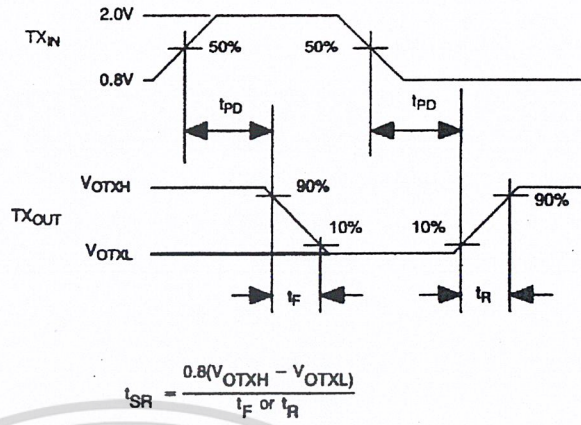 2.0V
TXIN
50%
50%
0.8V
tPD
tPD
VOTXH
90%
90%
TXOUT
10%
10%
VOTXL
tF
tR
tSR = 0.8(VOTXH − VOTXL)
tF or tR